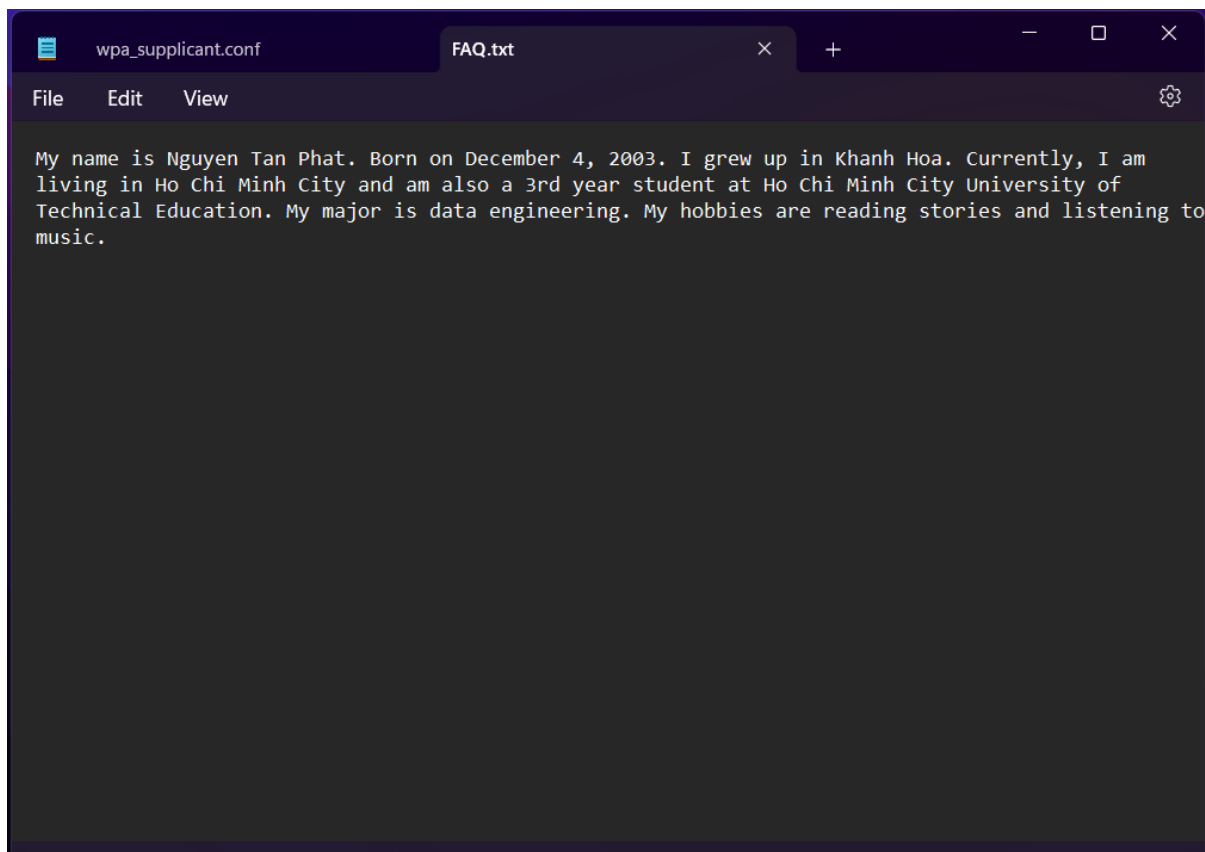 wpa_supplicant.conf
FAQ.txt
File Edit View
My name is Nguyen Tan Phat. Born on December 4, 2003. I grew up in Khanh Hoa. Currently, I am
living in Ho Chi Minh City and am also a 3rd year student at Ho Chi Minh City University of
Technical Education. My major is data engineering. My hobbies are reading stories and listening to
music.